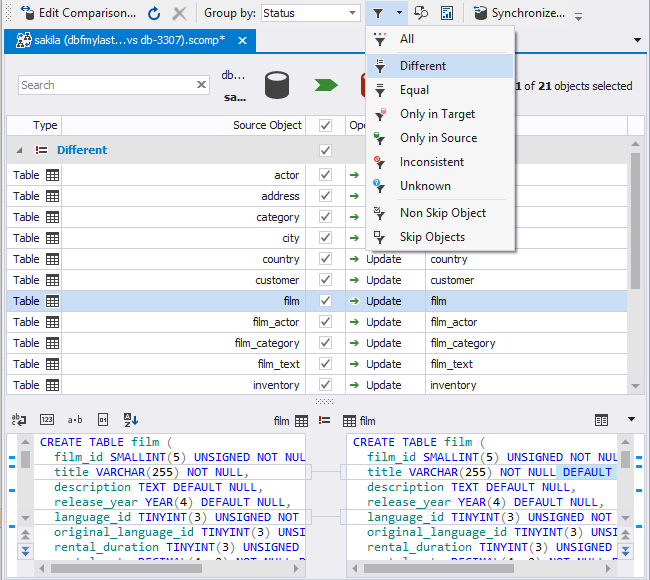 Edit Comparison... Group by: Status Synchronize...
sakila (dbfmylast...vs db-3307).scomp*
All
Different
Equal
Only in Target
Only in Source
Inconsistent
Unknown
Non Skip Object
Skip Objects
Search db... sa... 1 of 21 objects selected
Type Source Object
Different
Table actor
Table address
Table category
Table city
Table country Update country
Table customer Update customer
Table film Update film
Table film_actor Update film_actor
Table film_category Update film_category
Table film_text Update film_text
Table inventory Update inventory
film film
CREATE TABLE film (
film_id SMALLINT(5) UNSIGNED NOT NUL
title VARCHAR(255) NOT NULL,
description TEXT DEFAULT NULL,
release_year YEAR(4) DEFAULT NULL,
language_id TINYINT(3) UNSIGNED NOT
original_language_id TINYINT(3) UNSI
rental_duration TINYINT(3) UNSIGNED
CREATE TABLE film (
film_id SMALLINT(5) UNSIGNED NOT NUL
title VARCHAR(255) NOT NULL DEFAULT
description TEXT DEFAULT NULL,
release_year YEAR(4) DEFAULT NULL,
language_id TINYINT(3) UNSIGNED NOT
original_language_id TINYINT(3) UNSI
rental_duration TINYINT(3) UNSIGNED